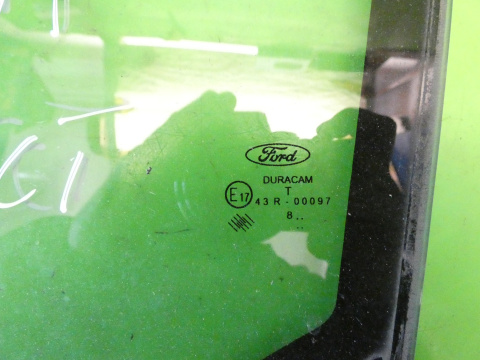 Ford
DURACAM
T
E17
43R-00097
8..
..